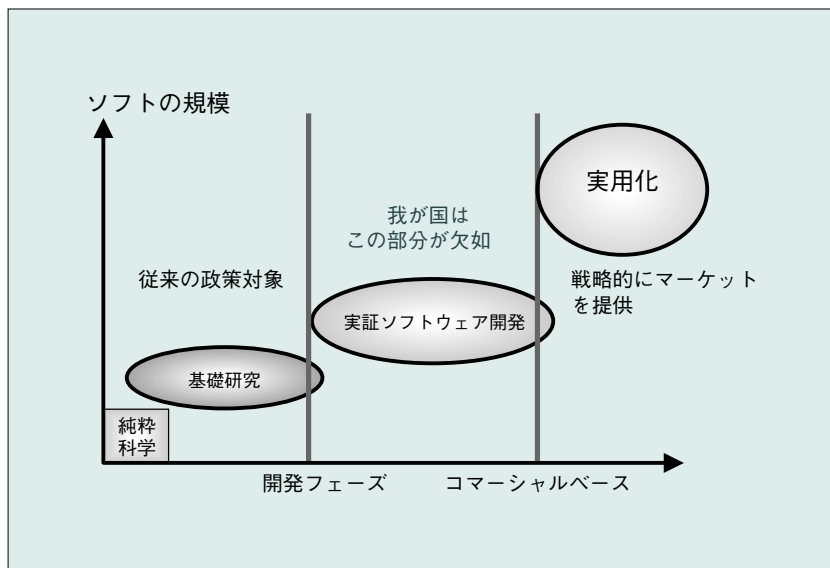 ソフトの規模
実用化
我が国は
この部分が欠如
従来の政策対象
戦略的にマーケット
を提供
実証ソフトウェア開発
基礎研究
純粋
科学
開発フェーズ
コマーシャルベース